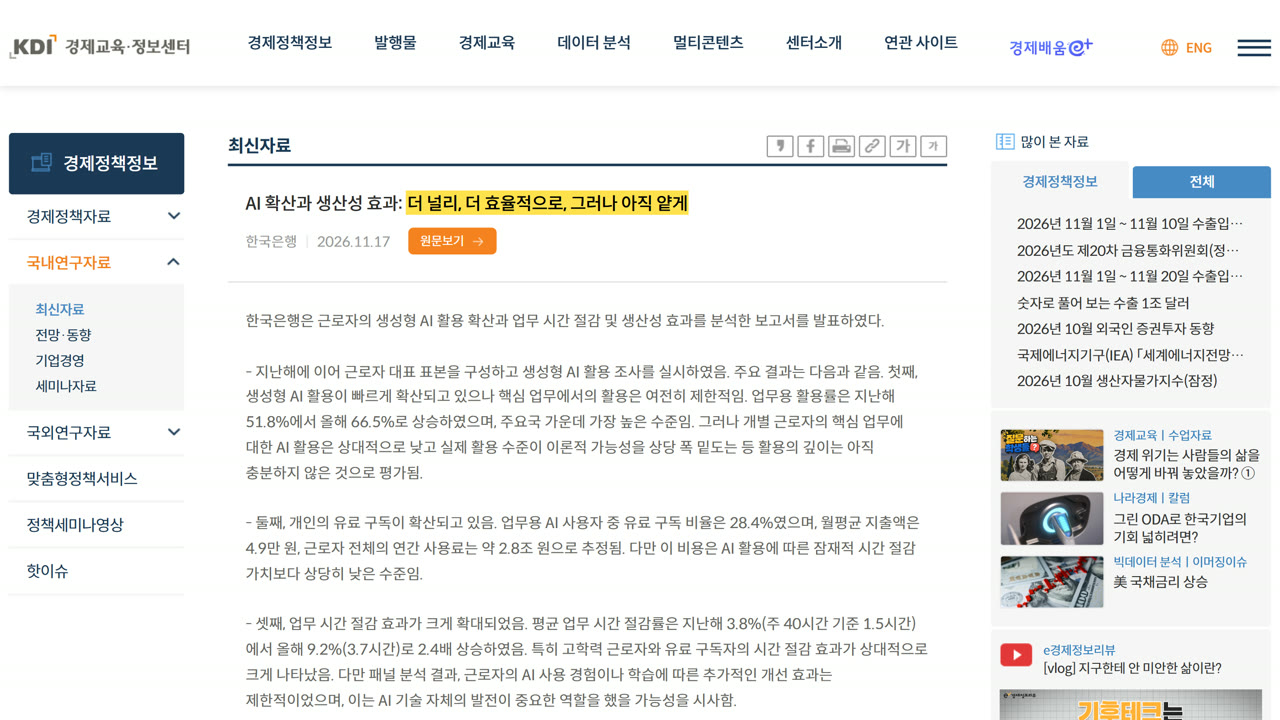 KDI 경제교육·정보센터
경제정책정보
발행물
경제교육
데이터 분석
멀티콘텐츠
센터소개
연관 사이트
경제배움e+
ENG
경제정책정보
경제정책자료
국내연구자료
최신자료
전망·동향
기업경영
세미나자료
국외연구자료
맞춤형정책서비스
정책세미나영상
핫이슈
최신자료
가
가
AI 확산과 생산성 효과: 더 널리, 더 효율적으로, 그러나 아직 얕게
한국은행 | 2026.11.17
원문보기 →
한국은행은 근로자의 생성형 AI 활용 확산과 업무 시간 절감 및 생산성 효과를 분석한 보고서를 발표하였다.
- 지난해에 이어 근로자 대표 표본을 구성하고 생성형 AI 활용 조사를 실시하였음. 주요 결과는 다음과 같음. 첫째,
생성형 AI 활용이 빠르게 확산되고 있으나 핵심 업무에서의 활용은 여전히 제한적임. 업무용 활용률은 지난해
51.8%에서 올해 66.5%로 상승하였으며, 주요국 가운데 가장 높은 수준임. 그러나 개별 근로자의 핵심 업무에
대한 AI 활용은 상대적으로 낮고 실제 활용 수준이 이론적 가능성을 상당 폭 밑도는 등 활용의 깊이는 아직
충분하지 않은 것으로 평가됨.
- 둘째, 개인의 유료 구독이 확산되고 있음. 업무용 AI 사용자 중 유료 구독 비율은 28.4%였으며, 월평균 지출액은
4.9만 원, 근로자 전체의 연간 사용료는 약 2.8조 원으로 추정됨. 다만 이 비용은 AI 활용에 따른 잠재적 시간 절감
가치보다 상당히 낮은 수준임.
- 셋째, 업무 시간 절감 효과가 크게 확대되었음. 평균 업무 시간 절감률은 지난해 3.8%(주 40시간 기준 1.5시간)
에서 올해 9.2%(3.7시간)로 2.4배 상승하였음. 특히 고학력 근로자와 유료 구독자의 시간 절감 효과가 상대적으로
크게 나타났음. 다만 패널 분석 결과, 근로자의 AI 사용 경험이나 학습에 따른 추가적인 개선 효과는
제한적이었으며, 이는 AI 기술 자체의 발전이 중요한 역할을 했을 가능성을 시사함.
많이 본 자료
경제정책정보
전체
2026년 11월 1일 ~ 11월 10일 수출입…
2026년도 제20차 금융통화위원회(정…
2026년 11월 1일 ~ 11월 20일 수출입…
숫자로 풀어 보는 수출 1조 달러
2026년 10월 외국인 증권투자 동향
국제에너지기구(IEA) 「세계에너지전망…
2026년 10월 생산자물가지수(잠정)
질문하는
학생들?
경제교육 | 수업자료
경제 위기는 사람들의 삶을
어떻게 바꿔 놓았을까? ①
나라경제 | 칼럼
그린 ODA로 한국기업의
기회 넓히려면?
빅데이터 분석 | 이머징이슈
美 국채금리 상승
e경제정보리뷰
[vlog] 지구한테 안 미안한 삶이란?
기후테크는